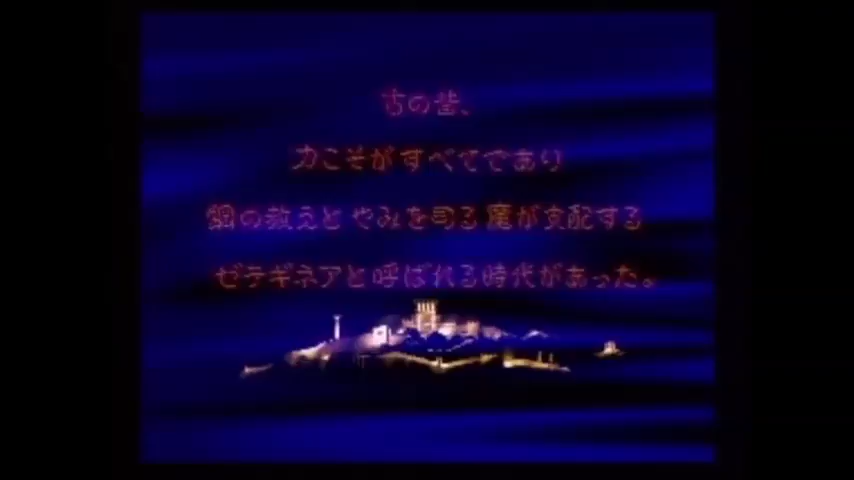 古の昔、
力こそがすべてであり
鋼の教えとやみを司る魔が支配する
ゼテギネアと呼ばれる時代があった。